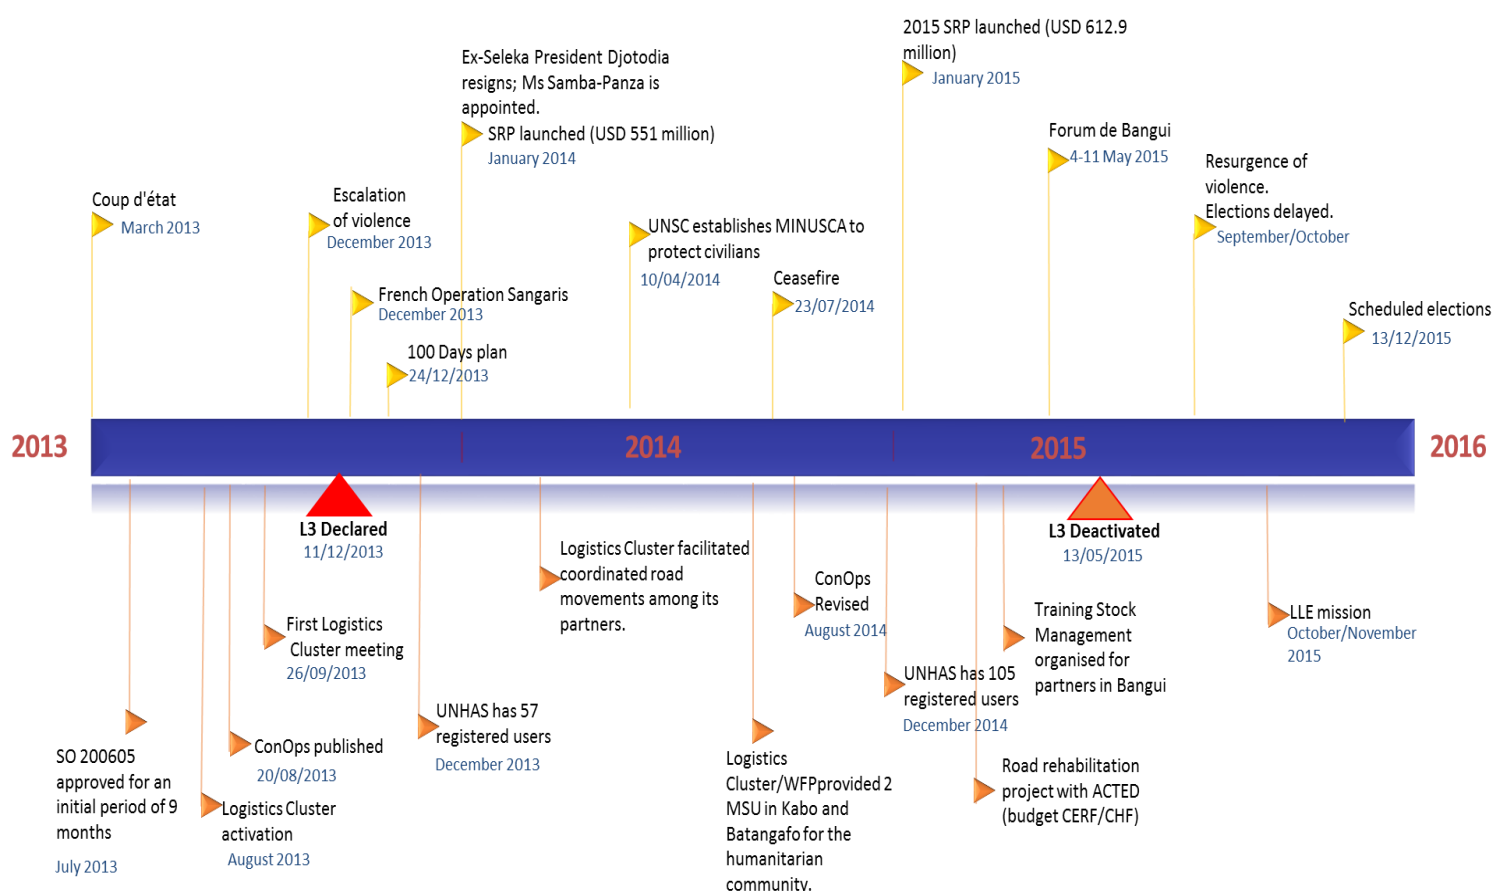 2015 SRP launched (USD 612.9
million)
January 2015
Ex-Seleka President Djotodia
resigns; Ms Samba-Panza is
appointed.
SRP launched (USD 551 million)
January 2014
Forum de Bangui
4-11 May 2015
Resurgence of
violence.
Elections delayed.
September/October
Coup d'état
March 2013
Escalation
of violence
December 2013
UNSC establishes MINUSCA to
protect civilians
10/04/2014
Ceasefire
23/07/2014
French Operation Sangaris
December 2013
Scheduled elections
13/12/2015
100 Days plan
24/12/2013
2013
2014
2015
2016
L3 Declared
11/12/2013
L3 Deactivated
13/05/2015
Logistics Cluster facilitated
coordinated road
movements among its
partners.
ConOps
Revised
August 2014
First Logistics
Cluster meeting
26/09/2013
Training Stock
Management
organised for
partners in Bangui
LLE mission
October/November
2015
UNHAS has 105
registered users
December 2014
UNHAS has 57
registered users
December 2013
SO 200605
approved for an
initial period of 9
months
July 2013
ConOps published
20/08/2013
Logistics Cluster
activation
August 2013
Logistics
Cluster/WFPprovided 2
MSU in Kabo and
Batangafo for the
humanitarian
community.
Road rehabilitation
project with ACTED
(budget CERF/CHF)